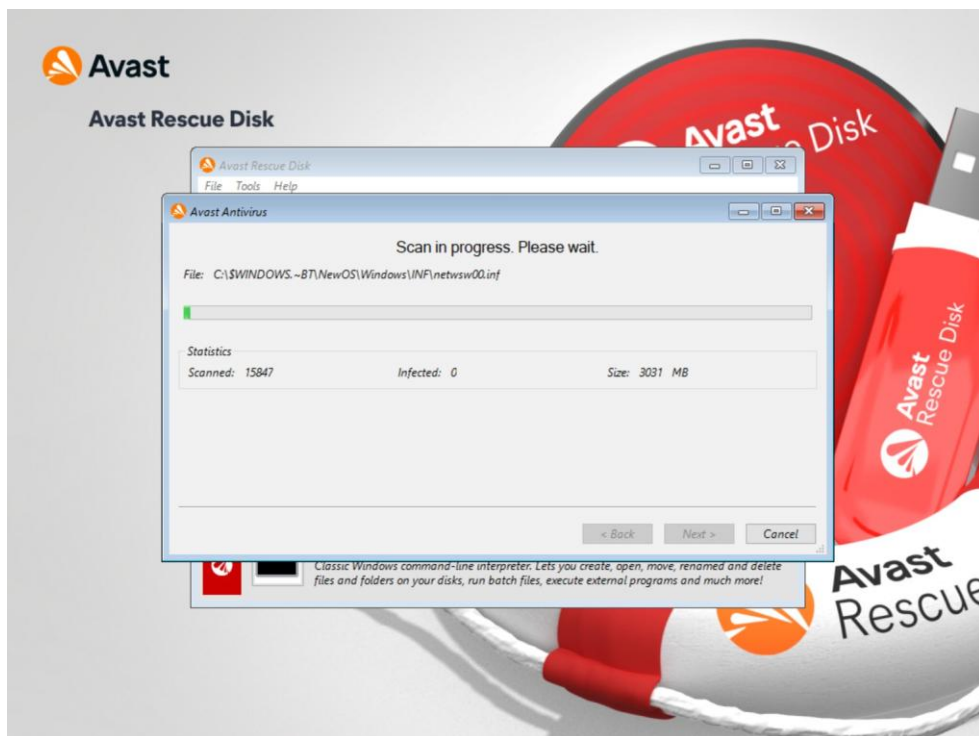 Avast
Avast Rescue Disk
Avast
Disk
Avast Rescue Disk
File Tools Help
Avast Antivirus
Scan in progress. Please wait.
File: C:\$WINDOWS.~BT\NewOS\Windows\INF\netwsw00.inf
Statistics
Scanned: 15847 Infected: 0 Size: 3031 MB
< Back Next > Cancel
Classic Windows command-line interpreter. Lets you create, open, move, renamed and delete
files and folders on your disks, run batch files, execute external programs and much more!
Avast
Rescue Disk
Avast
Rescue